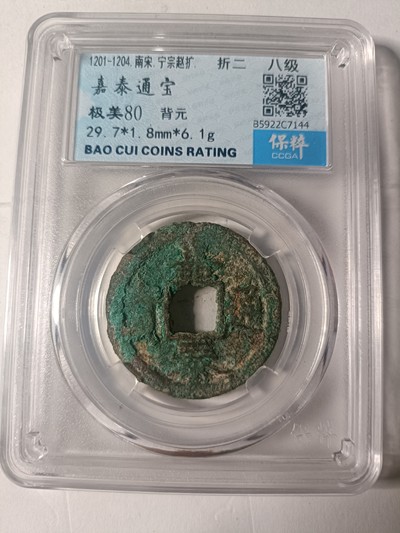 1201-1204.南宋.宁宗赵扩 折二 八级
嘉泰通宝
极美80 背元
29.7*1.8mm*6.1g
B5922C7144
BAO CUI COINS RATING
保粹
CCGA